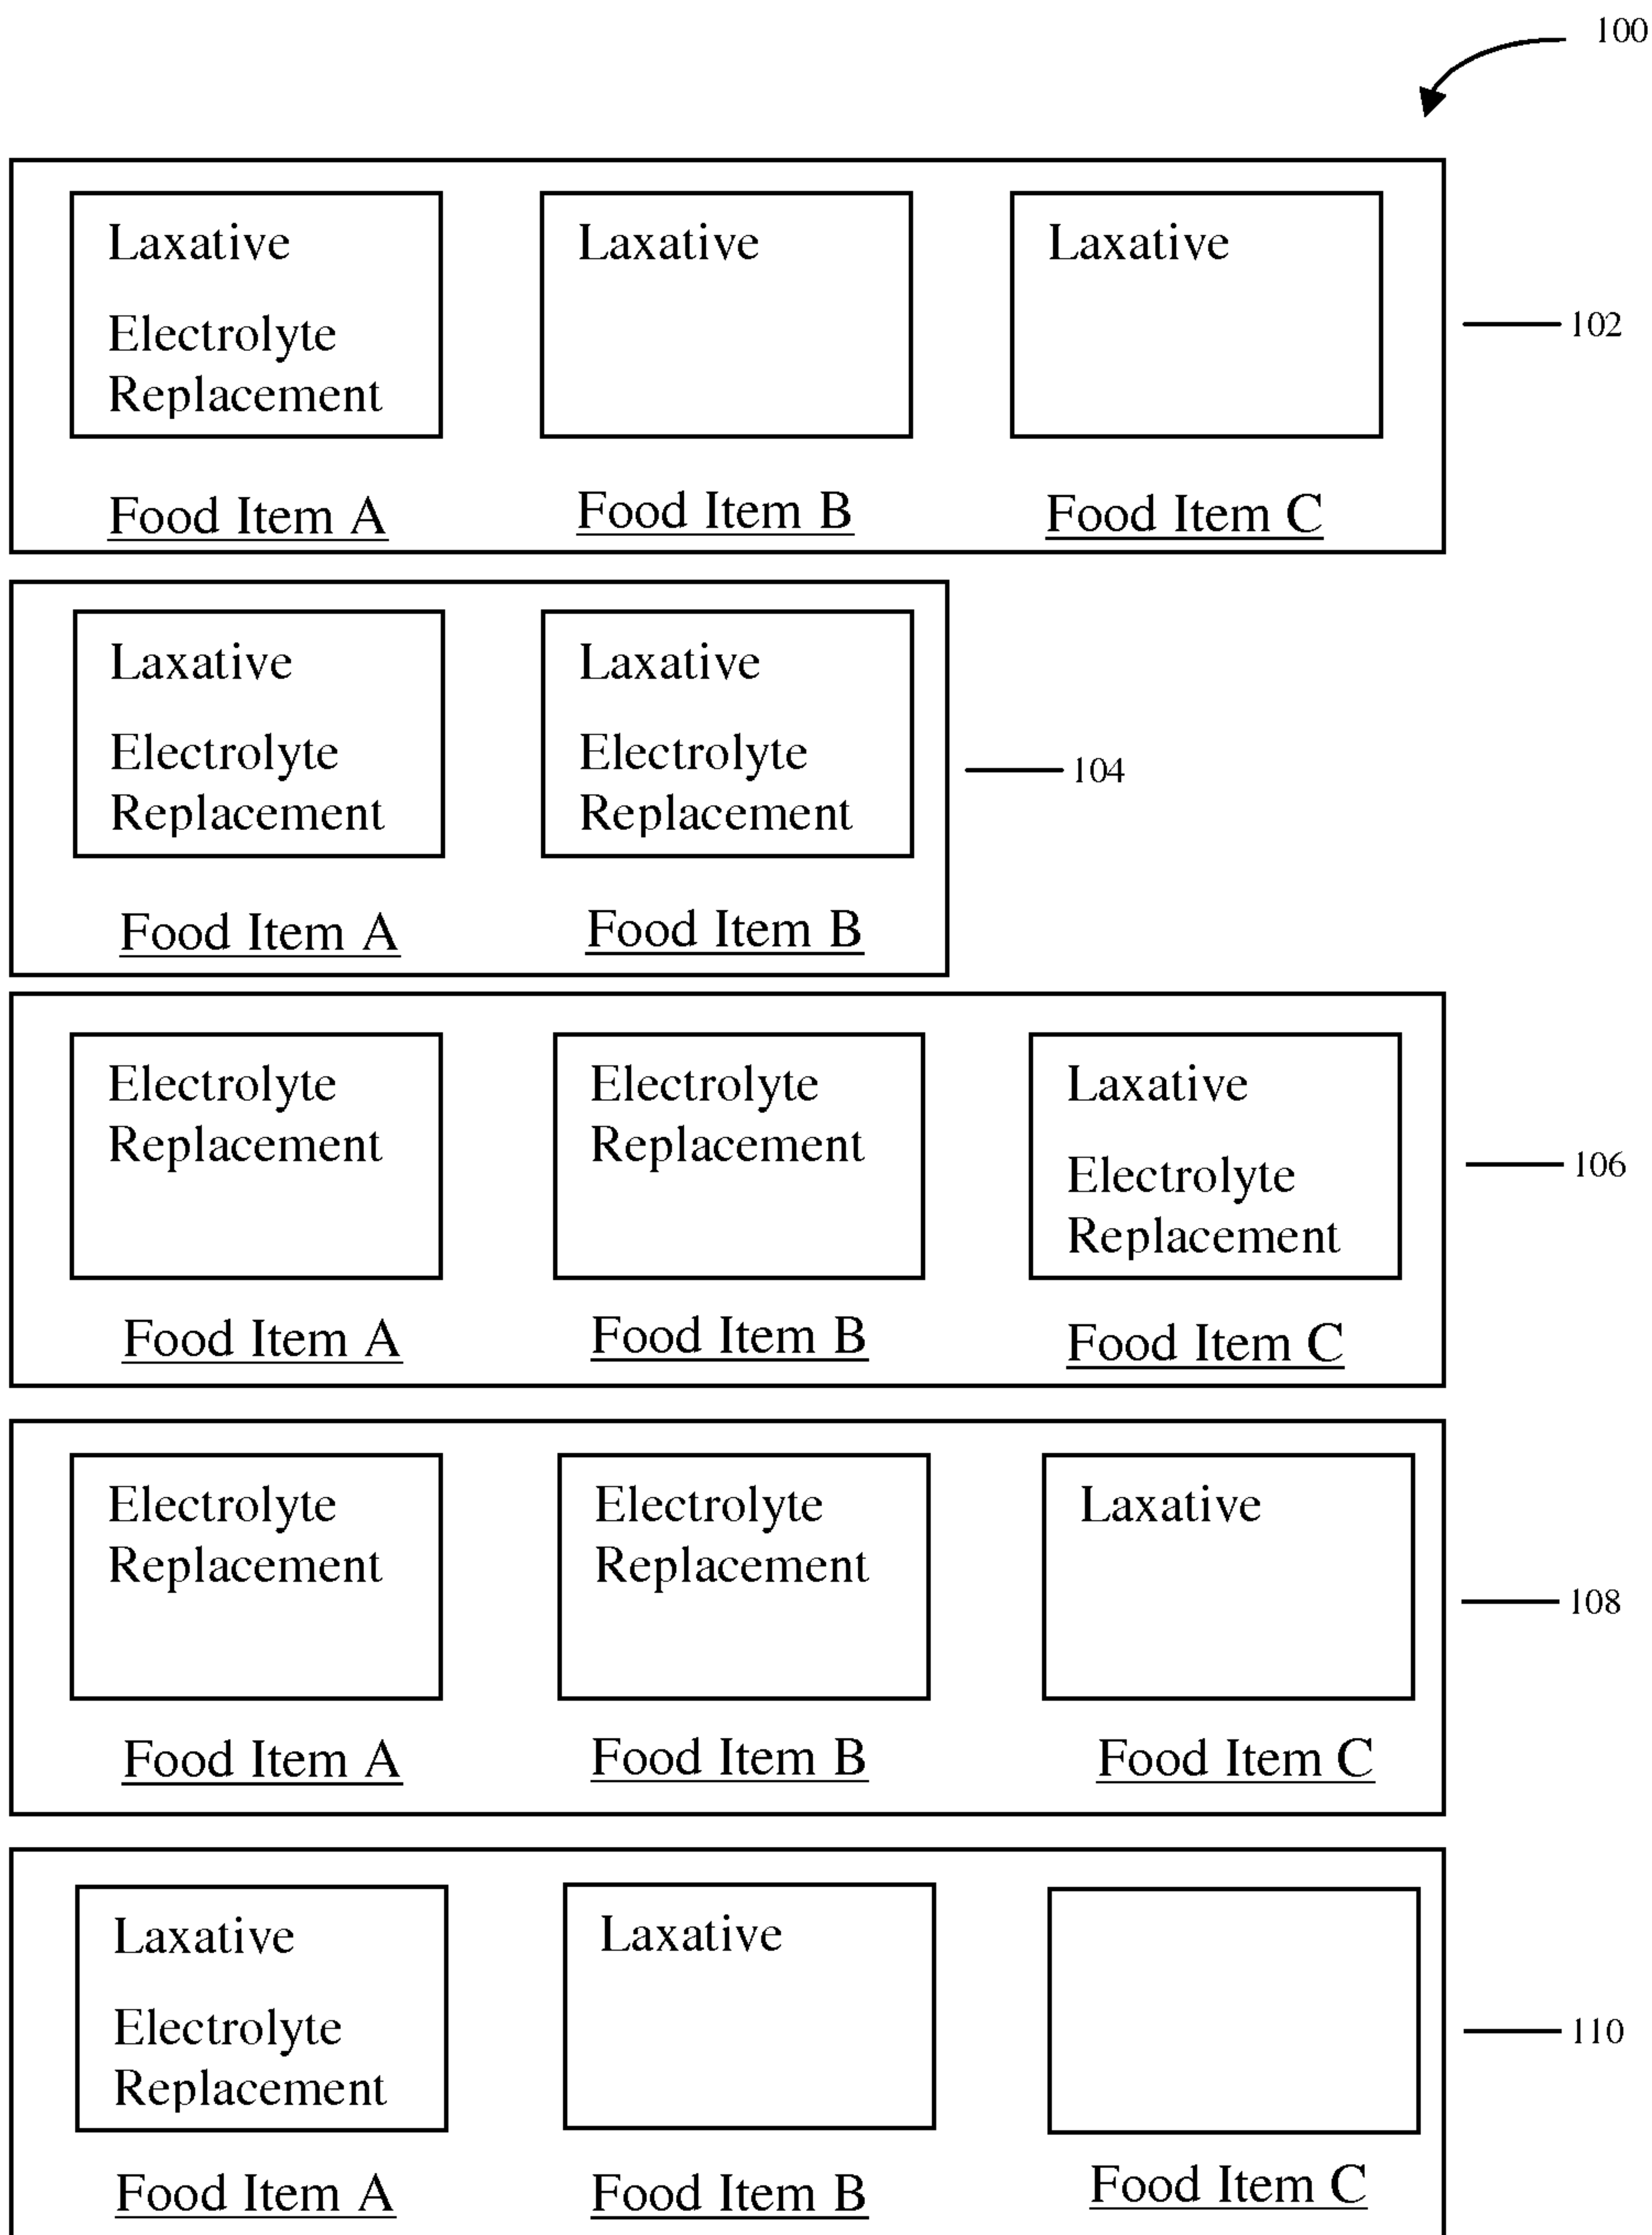 100
Laxative
Electrolyte
Replacement
Laxative
Laxative
Food Item A
Food Item B
Food Item C
102
Laxative
Electrolyte
Replacement
Laxative
Electrolyte
Replacement
Food Item A
Food Item B
104
Electrolyte
Replacement
Electrolyte
Replacement
Laxative
Electrolyte
Replacement
Food Item A
Food Item B
Food Item C
106
Electrolyte
Replacement
Electrolyte
Replacement
Laxative
Food Item A
Food Item B
Food Item C
108
Laxative
Electrolyte
Replacement
Laxative
Food Item A
Food Item B
Food Item C
110